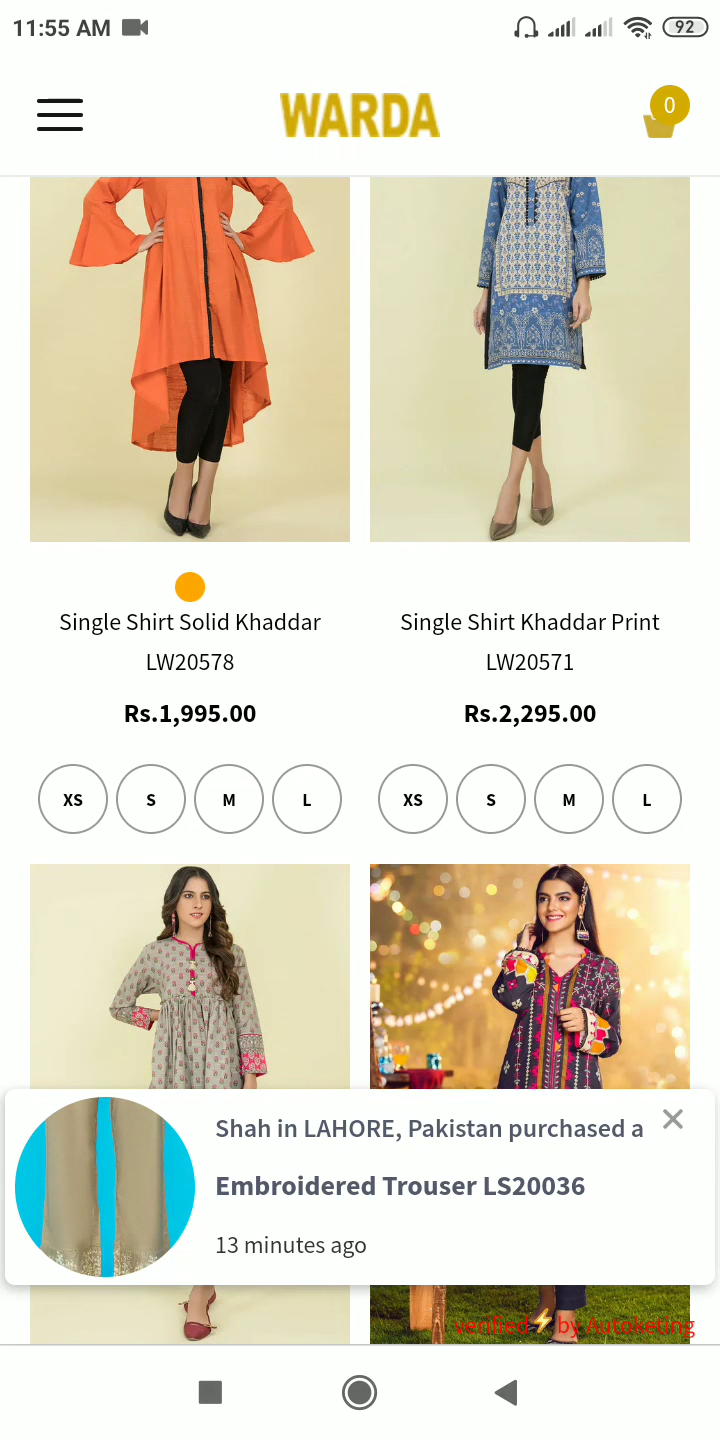 11:55 AM
92
WARDA
0
Single Shirt Solid Khaddar
LW20578
Rs.1,995.00
XS S M L
Single Shirt Khaddar Print
LW20571
Rs.2,295.00
XS S M L
Shah in LAHORE, Pakistan purchased a
Embroidered Trouser LS20036
13 minutes ago
verified⚡by Autoketing